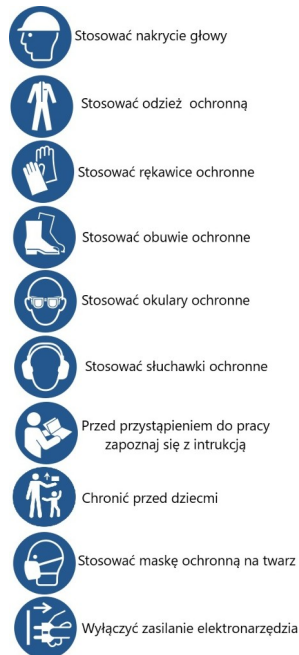 Stosować nakrycie głowy
Stosować odzież ochronną
Stosować rękawice ochronne
Stosować obuwie ochronne
Stosować okulary ochronne
Stosować słuchawki ochronne
Przed przystąpieniem do pracy
zapoznaj się z intrukcją
Chronić przed dziecmi
Stosować maskę ochronną na twarz
Wyłączyć zasilanie elektronarzędzia